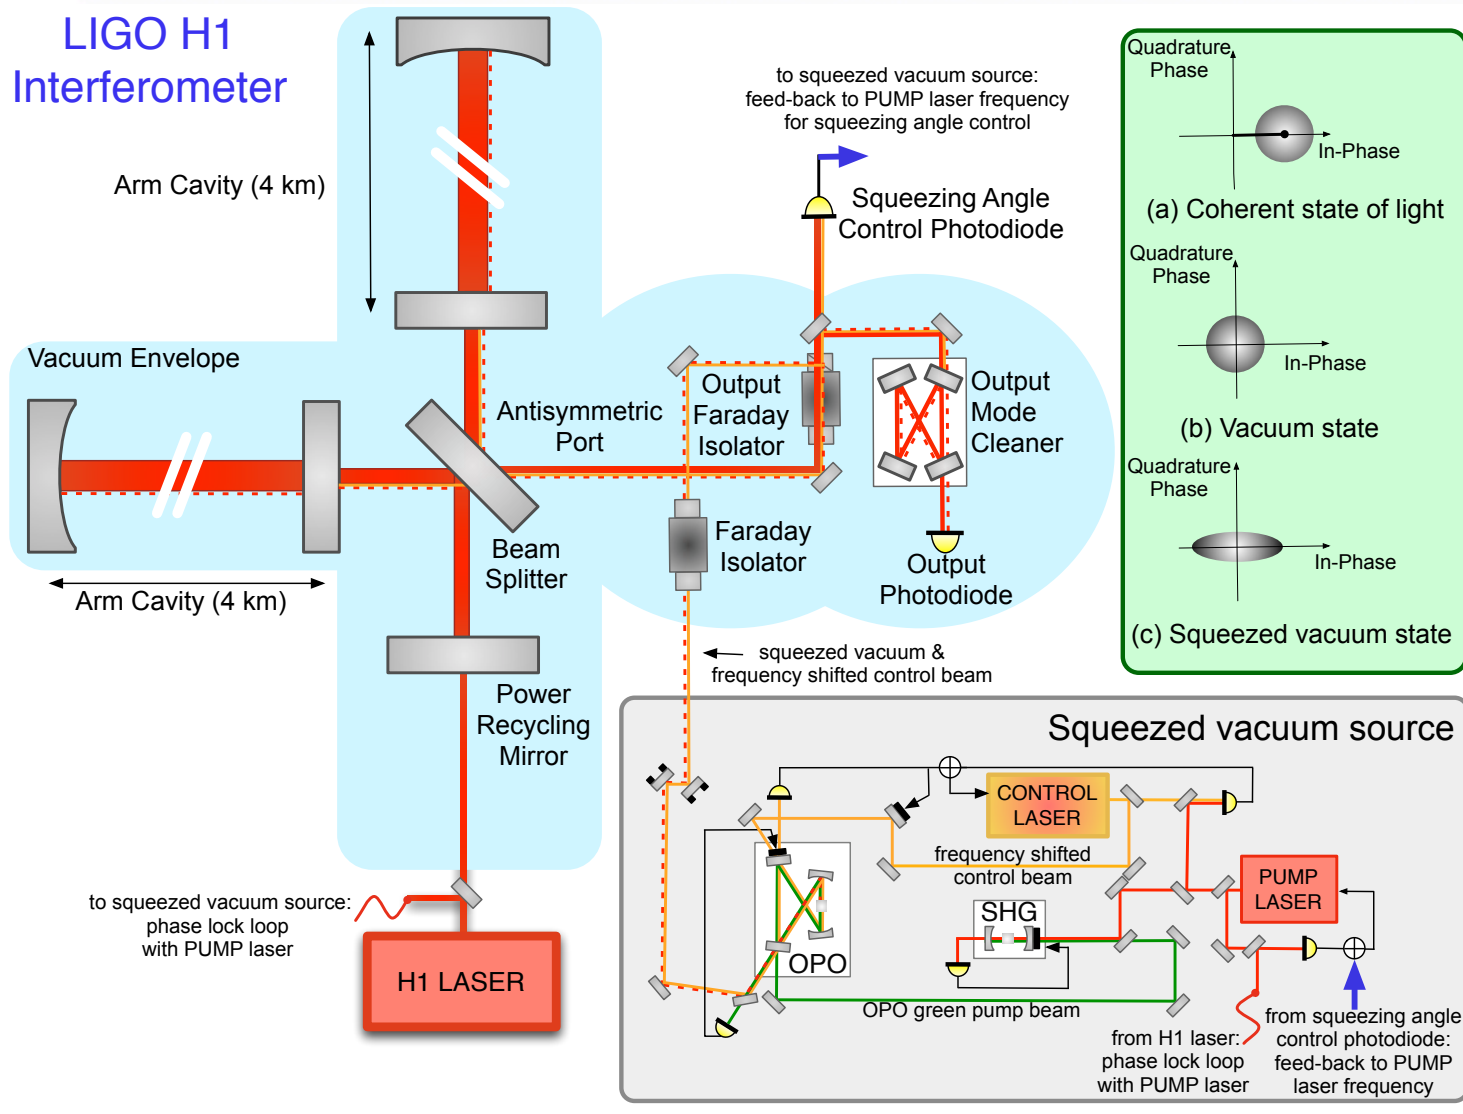 LIGO H1
Interferometer
Arm Cavity (4 km)
Vacuum Envelope
Arm Cavity (4 km)
Antisymmetric
Port
Beam
Splitter
Power
Recycling
Mirror
to squeezed vacuum source:
phase lock loop
with PUMP laser
H1 LASER
to squeezed vacuum source:
feed-back to PUMP laser frequency
for squeezing angle control
Squeezing Angle
Control Photodiode
Output
Faraday
Isolator
Output
Mode
Cleaner
Faraday
Isolator
Output
Photodiode
squeezed vacuum &
frequency shifted control beam
Quadrature
Phase
In-Phase
(a) Coherent state of light
Quadrature
Phase
In-Phase
(b) Vacuum state
Quadrature
Phase
In-Phase
(c) Squeezed vacuum state
Squeezed vacuum source
CONTROL
LASER
frequency shifted
control beam
PUMP
LASER
SHG
OPO
OPO green pump beam
from H1 laser:
phase lock loop
with PUMP laser
from squeezing angle
control photodiode:
feed-back to PUMP
laser frequency